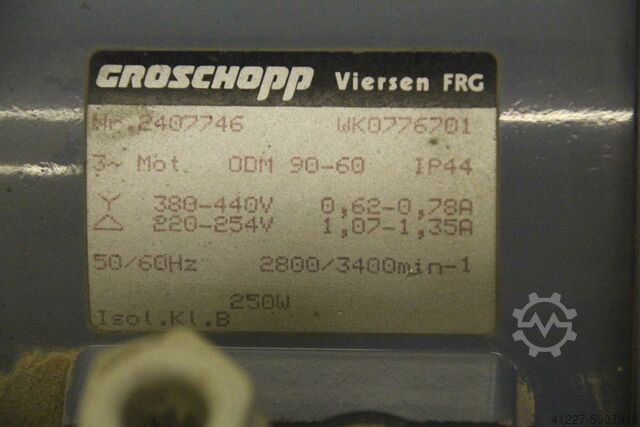 GROSCHOPP Viersen FRG
Nr.2407746 WK0776701
3~ Mot. ODM 90-60 IP44
Y 380-440V 0,62-0,78A
△ 220-254V 1,07-1,35A
50/60Hz 2800/3400min-1
250W
Isol.Kl.B
41227-5907916